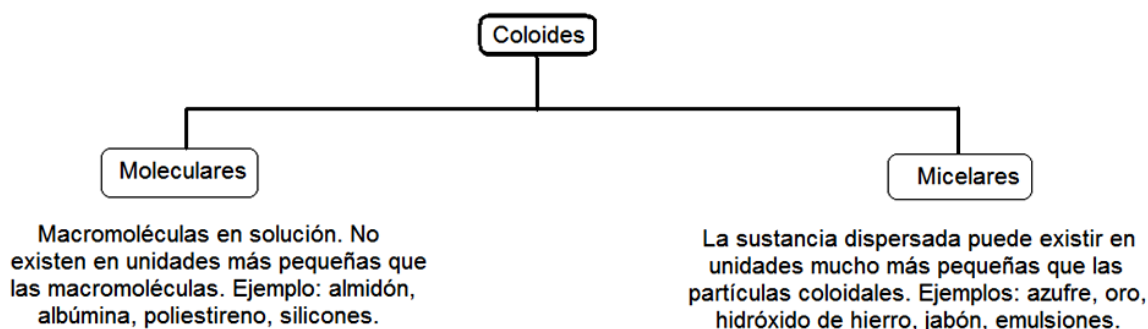 Coloides
Moleculares
Macromoléculas en solución. No
existen en unidades más pequeñas que
las macromoléculas. Ejemplo: almidón,
albúmina, poliestireno, silicones.
Micelares
La sustancia dispersada puede existir en
unidades mucho más pequeñas que las
partículas coloidales. Ejemplos: azufre, oro,
hidróxido de hierro, jabón, emulsiones.